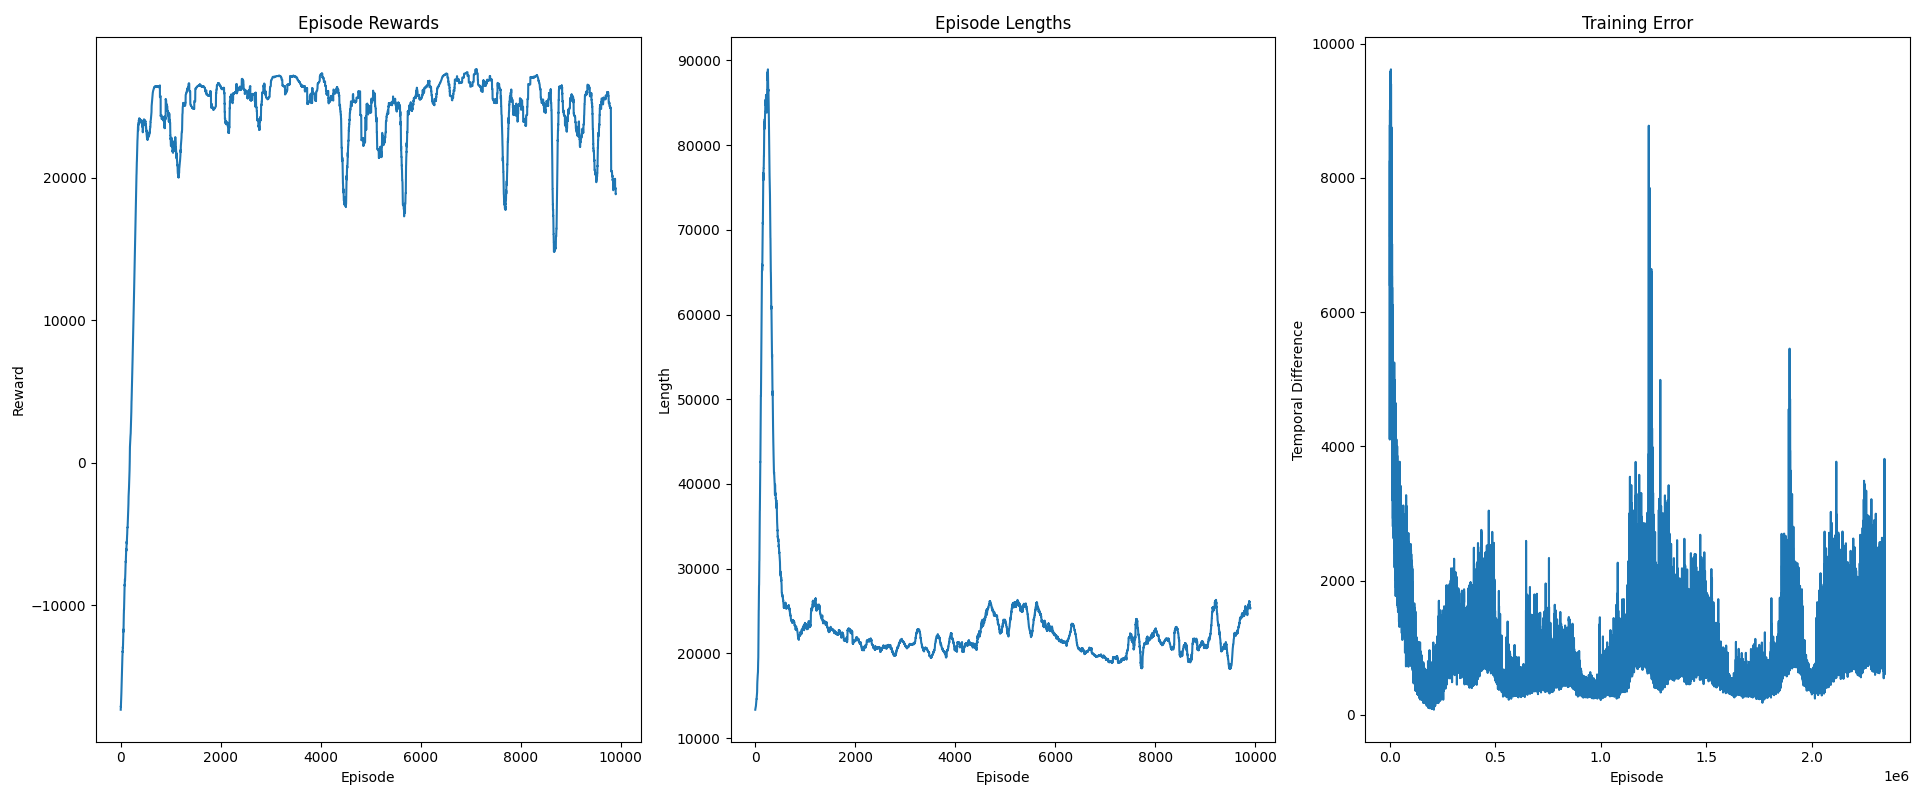 Episode Rewards
Reward
20000
10000
0
−10000
0 2000 4000 6000 8000 10000
Episode
Episode Lengths
Length
90000
80000
70000
60000
50000
40000
30000
20000
10000
0 2000 4000 6000 8000 10000
Episode
Training Error
Temporal Difference
10000
8000
6000
4000
2000
0
0.0 0.5 1.0 1.5 2.0
1e6
Episode